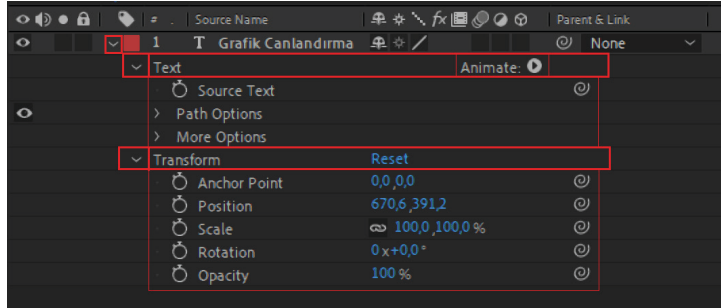 # . Source Name fx Parent & Link
1 T Grafik Canlandırma None
Text Animate:
Source Text
Path Options
More Options
Transform Reset
Anchor Point 0,0 ,0,0
Position 670,6 ,391,2
Scale 100,0 ,100,0 %
Rotation 0 x+0,0 °
Opacity 100 %